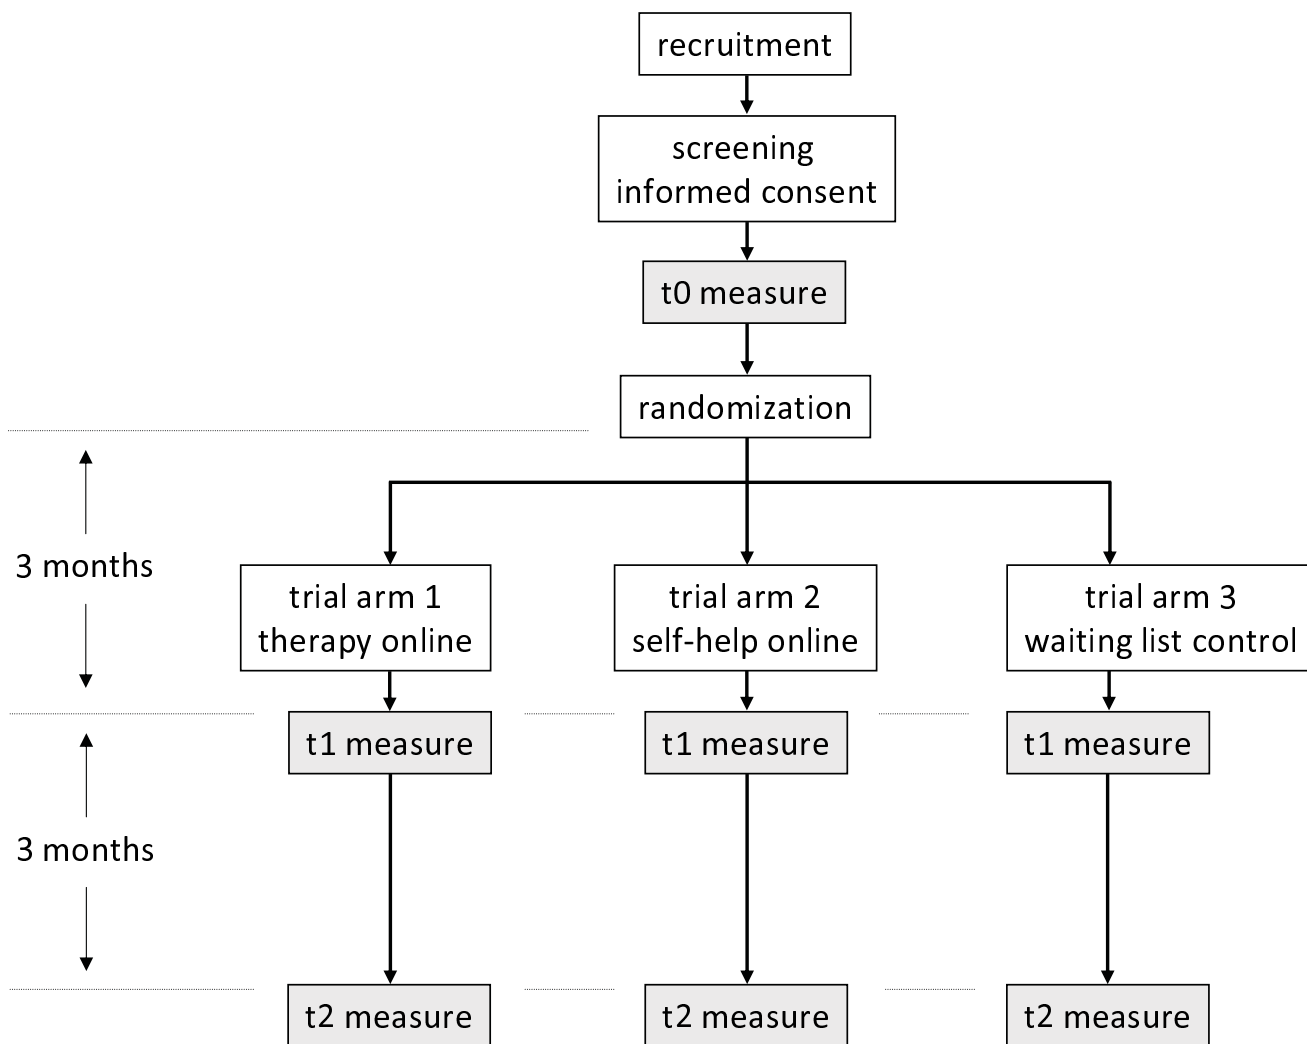 recruitment
screening
informed consent
t0 measure
randomization
3 months
trial arm 1
therapy online
trial arm 2
self-help online
trial arm 3
waiting list control
t1 measure
t1 measure
t1 measure
3 months
t2 measure
t2 measure
t2 measure